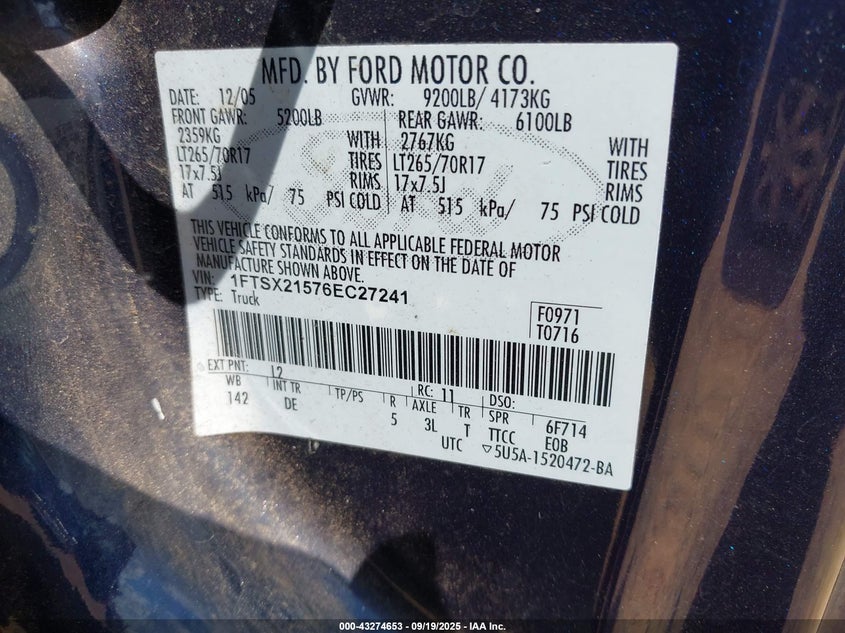 MFD. BY FORD MOTOR CO.
DATE: 12/05 GVWR: 9200LB/ 4173KG
FRONT GAWR: 5200LB REAR GAWR: 6100LB
2359KG WITH 2767KG WITH
LT265/70R17 TIRES LT265/70R17 TIRES
17x7.5J RIMS 17x7.5J RIMS
AT 515 kPa/ 75 PSI COLD AT 515 kPa/ 75 PSI COLD
THIS VEHICLE CONFORMS TO ALL APPLICABLE FEDERAL MOTOR
VEHICLE SAFETY STANDARDS IN EFFECT ON THE DATE OF
MANUFACTURE SHOWN ABOVE.
VIN: 1FTSX21576EC27241
TYPE: Truck
F0971
T0716
EXT PNT: L2 RC: 11 DSO:
WB INT TR TP/PS R AXLE TR SPR 6F714
142 DE 5 3L T TTCC EOB
UTC ▽5U5A-1520472-BA
000-43274653 - 09/19/2025 - IAA Inc.